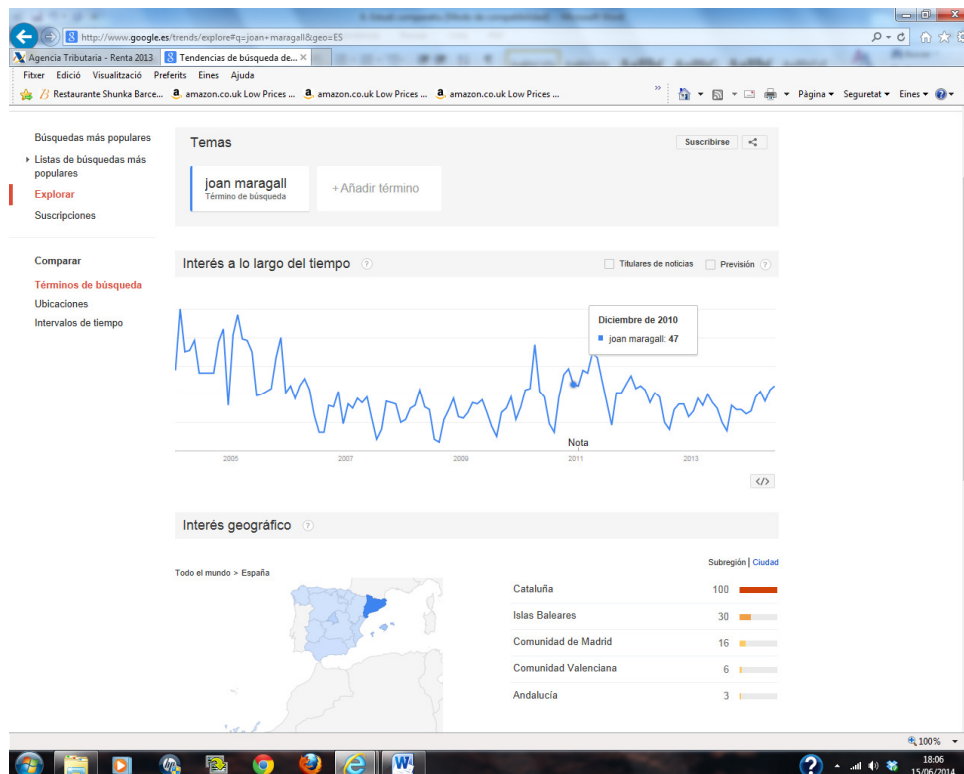 http://www.google.es/trends/explore#q=joan+maragall&geo=ES
Agencia Tributaria - Renta 2013
Tendencias de búsqueda de...
Fitxer Edició Visualització Preferits Eines Ajuda
Restaurante Shunka Barce...
amazon.co.uk Low Prices ...
amazon.co.uk Low Prices ...
amazon.co.uk Low Prices ...
Pàgina
Seguretat
Eines
Búsquedas más populares
Listas de búsquedas más
populares
Explorar
Suscripciones
Comparar
Términos de búsqueda
Ubicaciones
Intervalos de tiempo
Temas
Suscribirse
joan maragall
Término de búsqueda
+Añadir término
Interés a lo largo del tiempo ?
Titulares de noticias
Previsión ?
Diciembre de 2010
joan maragall: 47
Nota
2005 2007 2009 2011 2013
</>
Interés geográfico ?
Subregión | Ciudad
Todo el mundo > España
Cataluña 100
Islas Baleares 30
Comunidad de Madrid 16
Comunidad Valenciana 6
Andalucía 3
100%
18:06
15/06/2014